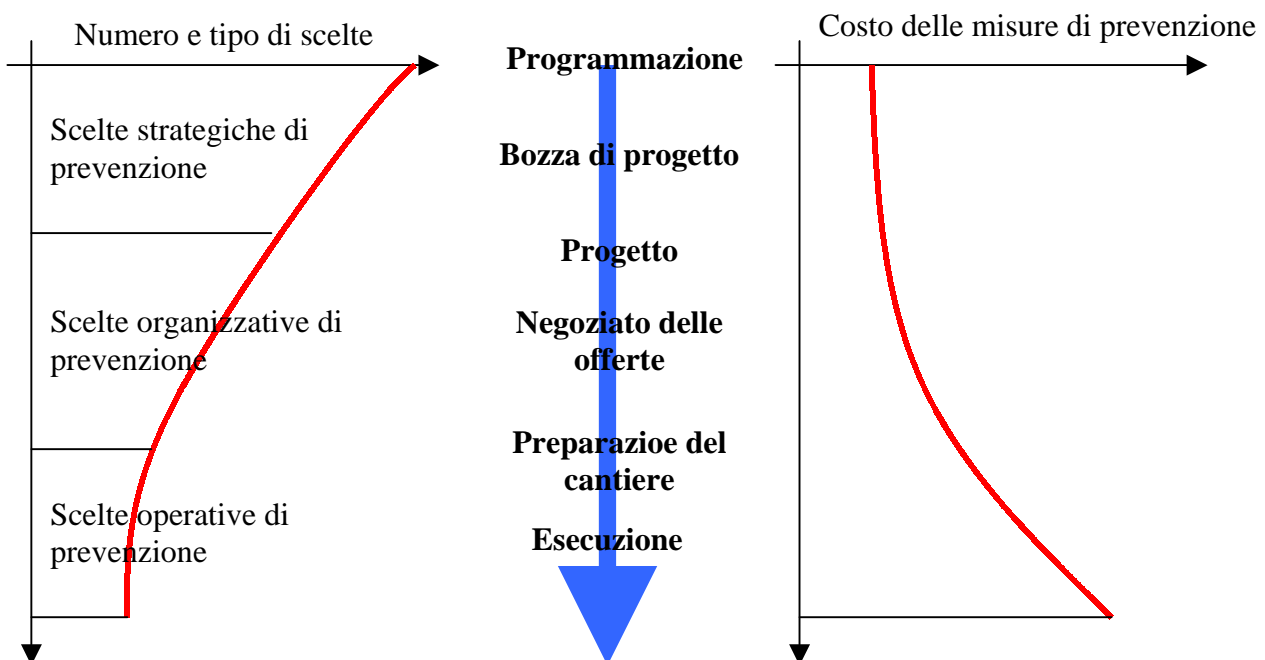 Numero e tipo di scelte
Scelte strategiche di
prevenzione
Scelte organizzative di
prevenzione
Scelte operative di
prevenzione
Programmazione
Bozza di progetto
Progetto
Negoziato delle
offerte
Preparazioe del
cantiere
Esecuzione
Costo delle misure di prevenzione